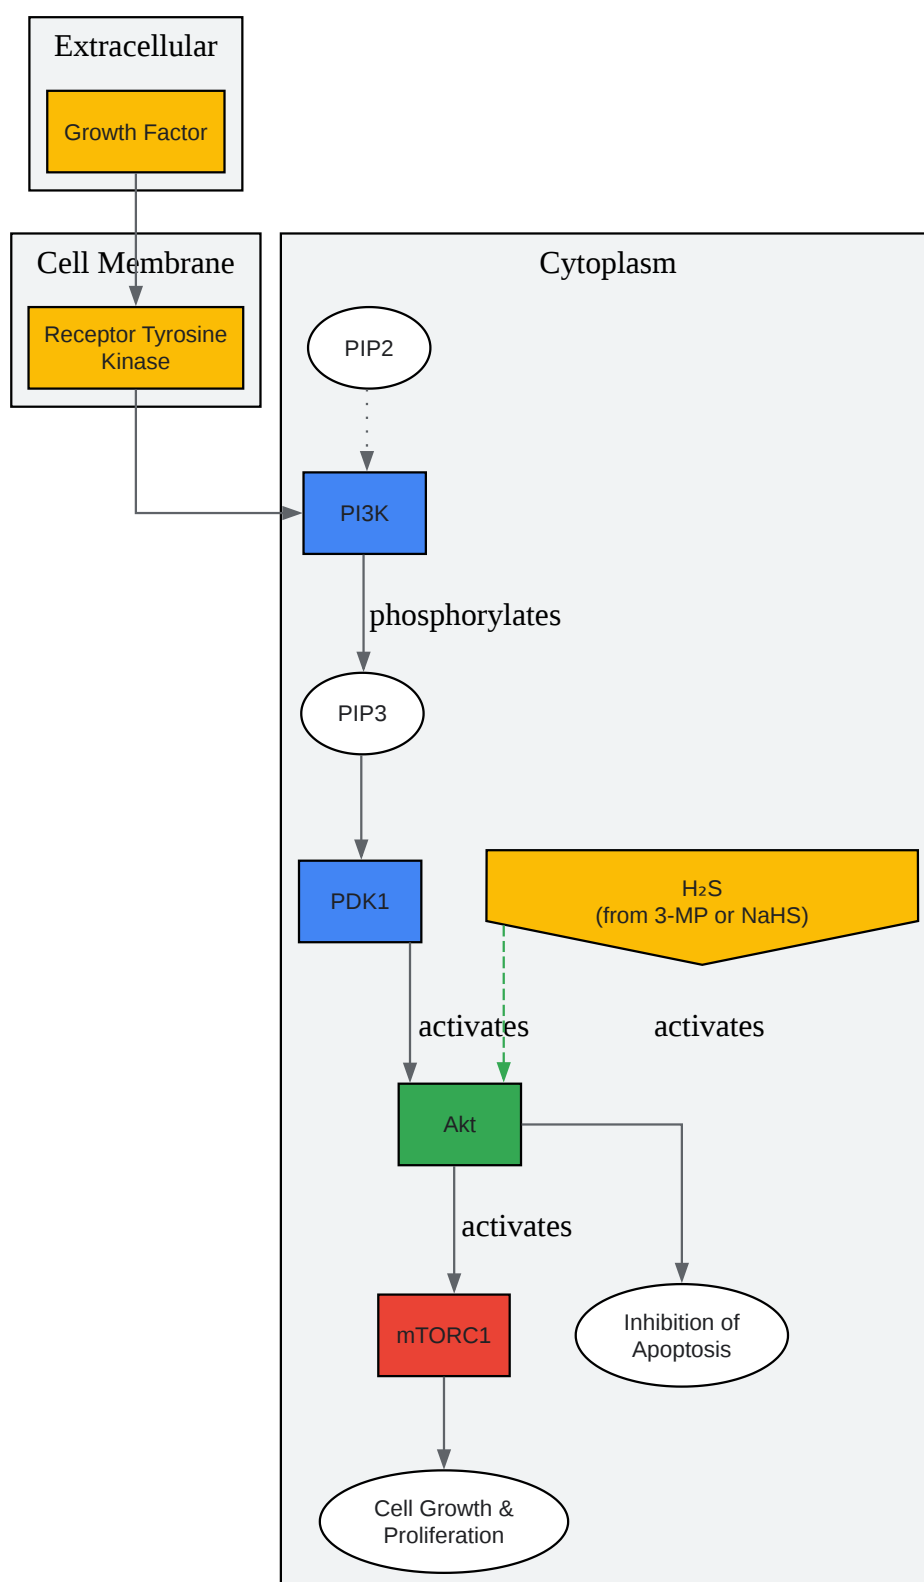 Extracellular
Growth Factor
Cell Membrane
Cytoplasm
Receptor Tyrosine
Kinase
PIP2
PI3K
phosphorylates
PIP3
PDK1
H₂S
(from 3-MP or NaHS)
activates
activates
Akt
activates
mTORC1
Inhibition of
Apoptosis
Cell Growth &
Proliferation